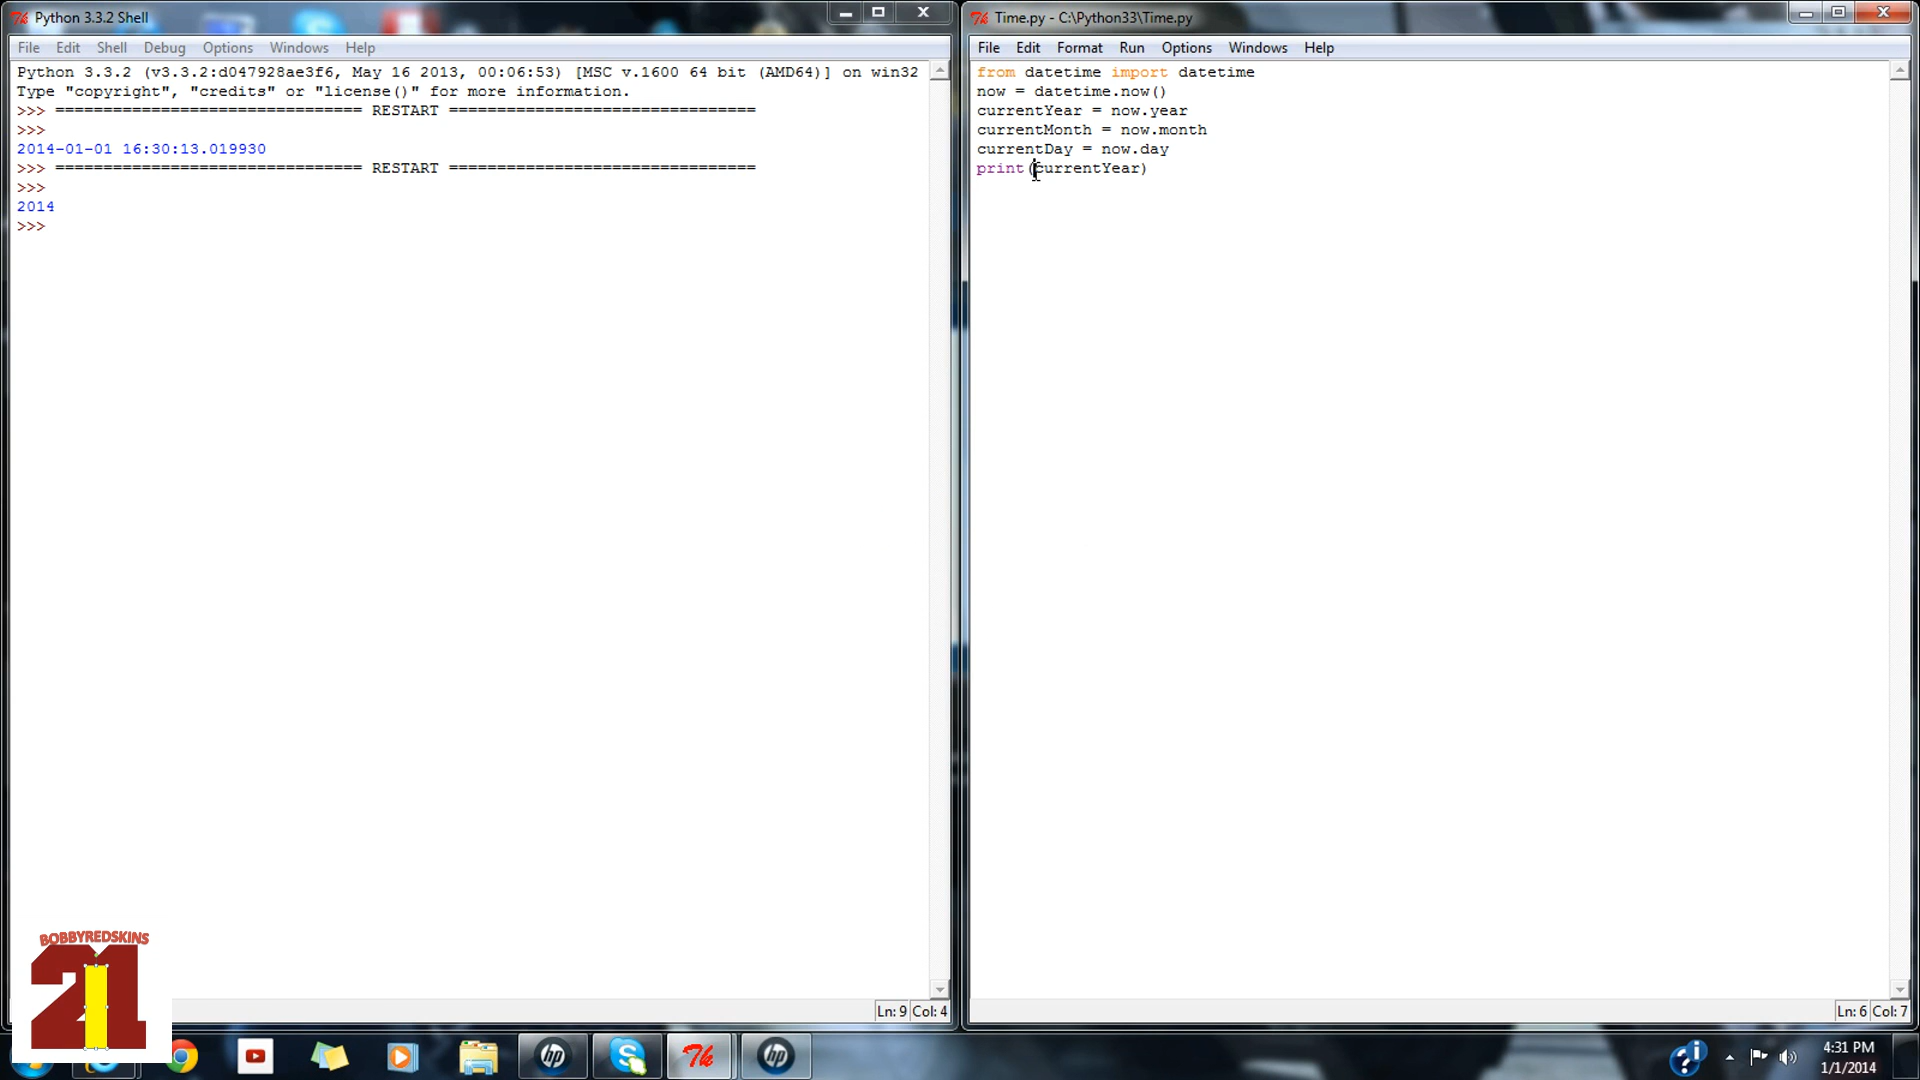 Python 3.3.2 Shell
File Edit Shell Debug Options Windows Help
Python 3.3.2 (v3.3.2:d047928ae3f6, May 16 2013, 00:06:53) [MSC v.1600 64 bit (AMD64)] on win32
Type "copyright", "credits" or "license()" for more information.
>>> ================================ RESTART ================================
>>>
2014-01-01 16:30:13.019930
>>> ================================ RESTART ================================
>>>
2014
>>>
Ln: 9 Col: 4
Time.py - C:\Python33\Time.py
File Edit Format Run Options Windows Help
from datetime import datetime
now = datetime.now()
currentYear = now.year
currentMonth = now.month
currentDay = now.day
print(currentYear)
Ln: 6 Col: 7
BOBBYREDSKINS
21
hp
hp
4:31 PM
1/1/2014